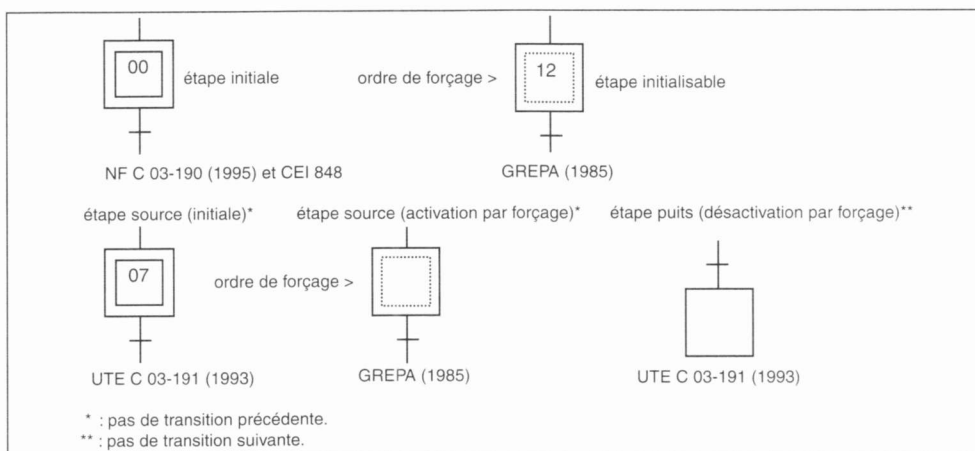 00
étape initiale
ordre de forçage >
12
étape initialisable
NF C 03-190 (1995) et CEI 848
GREPA (1985)
étape source (initiale)*
étape source (activation par forçage)*
étape puits (désactivation par forçage)**
07
ordre de forçage >
UTE C 03-191 (1993)
GREPA (1985)
UTE C 03-191 (1993)
* : pas de transition précédente.
** : pas de transition suivante.